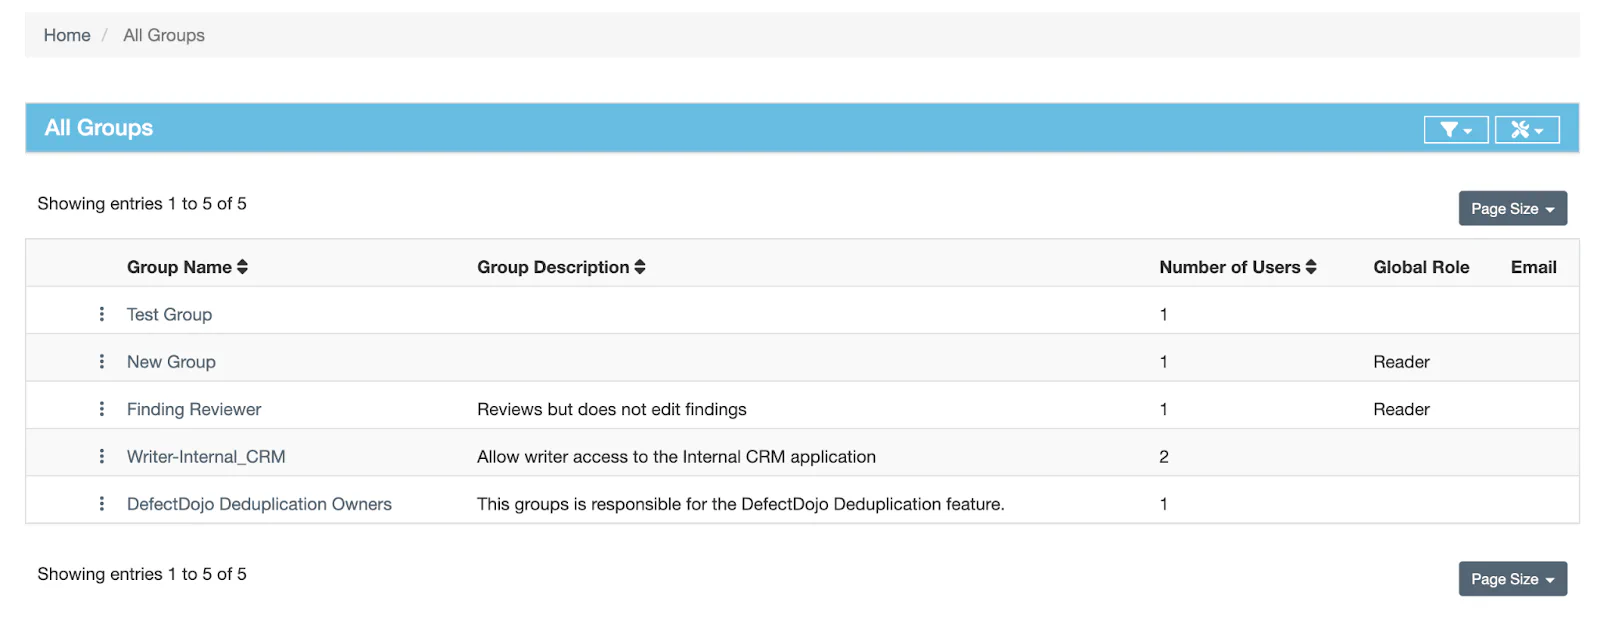 Home / All Groups
All Groups
Showing entries 1 to 5 of 5
Page Size
Group Name Group Description Number of Users Global Role Email
Test Group 1
New Group 1 Reader
Finding Reviewer Reviews but does not edit findings 1 Reader
Writer-Internal_CRM Allow writer access to the Internal CRM application 2
DefectDojo Deduplication Owners This groups is responsible for the DefectDojo Deduplication feature. 1
Showing entries 1 to 5 of 5
Page Size